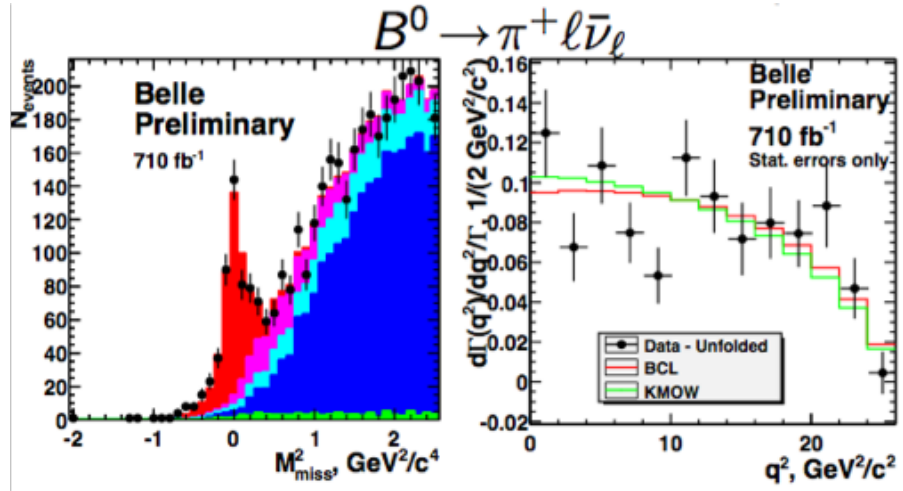 B⁰ → π⁺ℓν̄_ℓ
N_events
200
180
160
140
120
100
80
60
40
20
0
Belle
Preliminary
710 fb⁻¹
-2 -1 0 1 2
M²_miss, GeV²/c⁴
dΓ(q²)/dq²/Γ, 1/(2 GeV²/c²)
0.16
0.14
0.12
0.1
0.08
0.06
0.04
0.02
0
-0.02
Belle
Preliminary
710 fb⁻¹
Stat. errors only
Data - Unfolded
BCL
KMOW
0 10 20
q², GeV²/c²